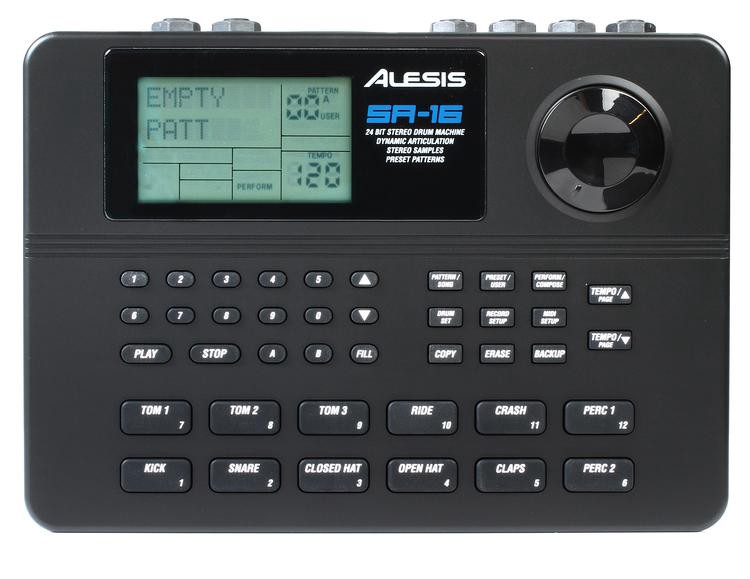 ALESIS
SR-16
24 BIT STEREO DRUM MACHINE
DYNAMIC ARTICULATION
STEREO SAMPLES
PRESET PATTERNS
EMPTY
PATT
PATTERN
00 A
USER
TEMPO
PERFORM
120
1 2 3 4 5 ▲
6 7 8 9 0 ▼
PLAY STOP A B FILL
PATTERN/ SONG
PRESET/ USER
PERFORM/ COMPOSE
TEMPO/ PAGE ▲
DRUM SET
RECORD SETUP
MIDI SETUP
TEMPO/ PAGE ▼
COPY ERASE BACKUP
TOM 1 7
TOM 2 8
TOM 3 9
RIDE 10
CRASH 11
PERC 1 12
KICK 1
SNARE 2
CLOSED HAT 3
OPEN HAT 4
CLAPS 5
PERC 2 6